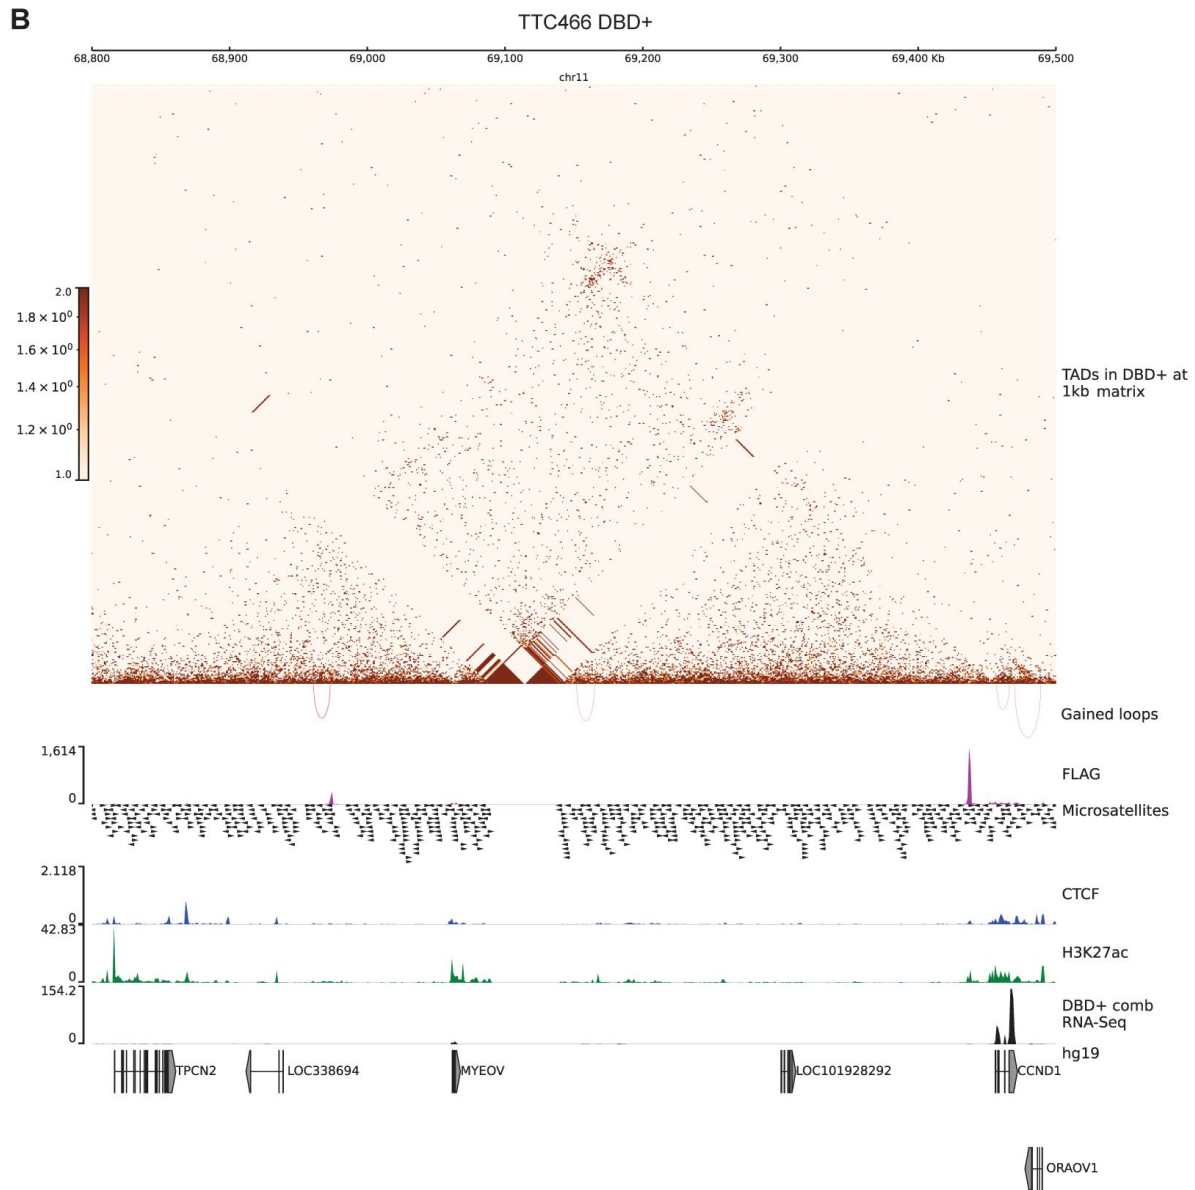 B
TTC466 DBD+
68,800 68,900 69,000 69,100 69,200 69,300 69,400 Kb 69,500
chr11
2.0
1.8 × 10⁰
1.6 × 10⁰
1.4 × 10⁰
1.2 × 10⁰
1.0
TADs in DBD+ at
1kb matrix
Gained loops
1,614
0
FLAG
Microsatellites
2.118
0
CTCF
42.83
0
H3K27ac
154.2
0
DBD+ comb
RNA-Seq
hg19
TPCN2 LOC338694 MYEOV LOC101928292 CCND1
ORAOV1